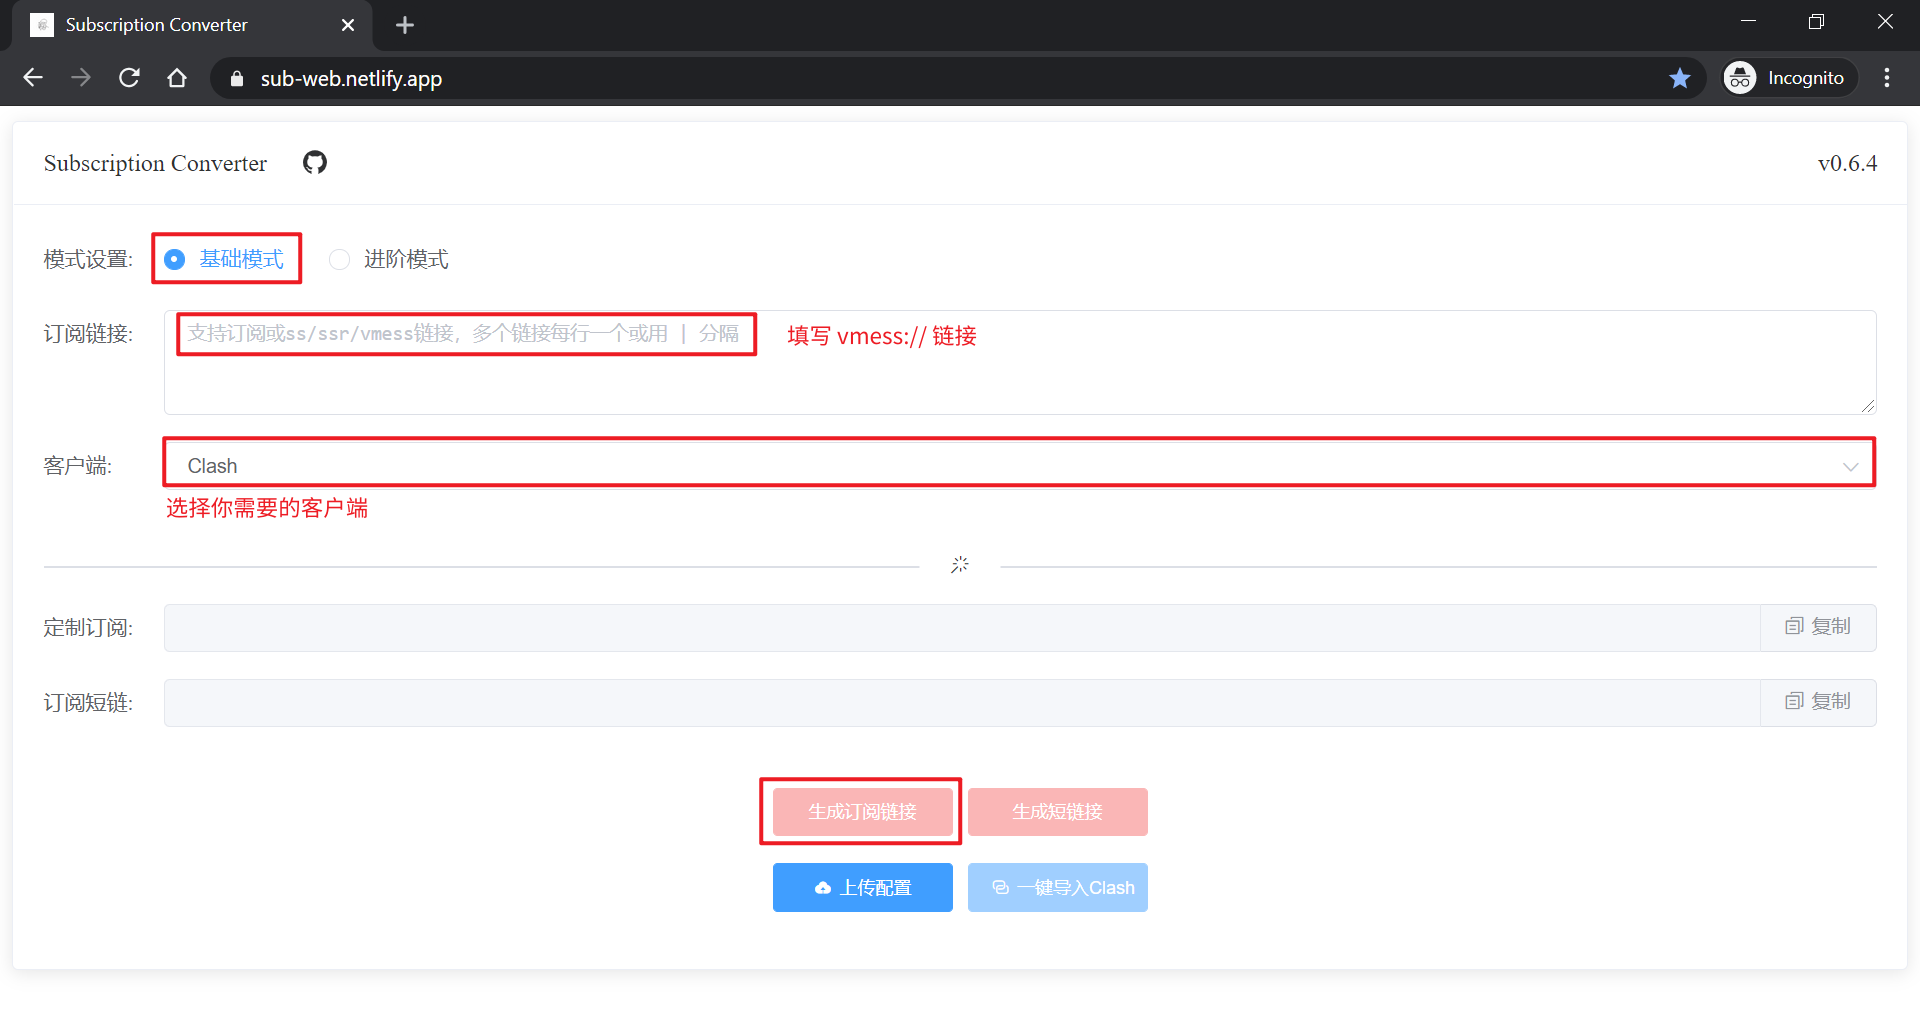 Subscription Converter
sub-web.netlify.app
Incognito
Subscription Converter
v0.6.4
模式设置:
基础模式
进阶模式
订阅链接:
支持订阅或ss/ssr/vmess链接，多个链接每行一个或用 | 分隔
填写 vmess:// 链接
客户端:
Clash
选择你需要的客户端
定制订阅:
复制
订阅短链:
复制
生成订阅链接
生成短链接
上传配置
一键导入Clash